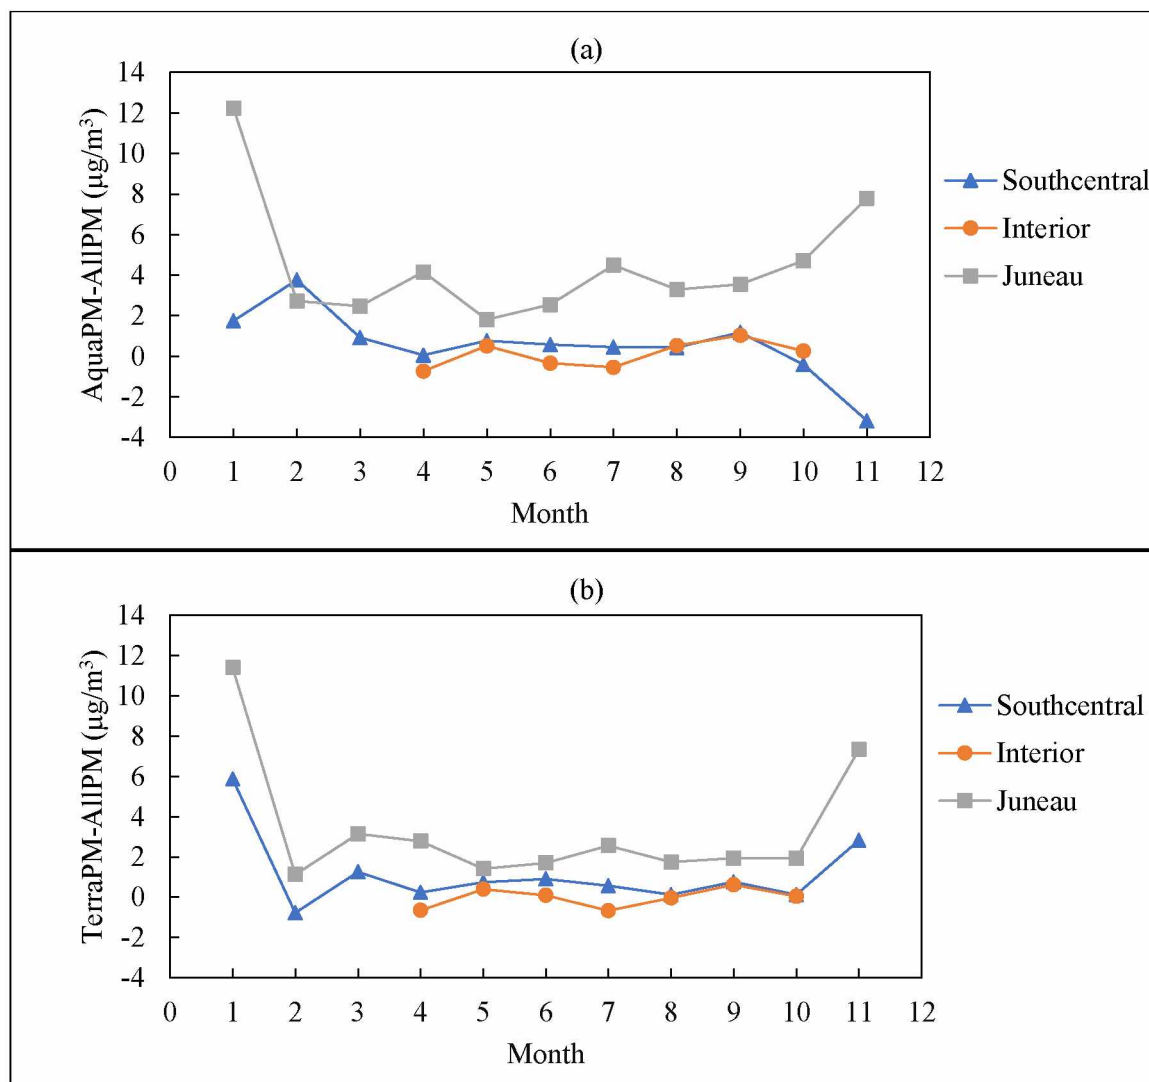 (a)
AquaPM-AllPM (µg/m³)
14
12
10
8
6
4
2
0
-2
-4
0 1 2 3 4 5 6 7 8 9 10 11 12
Month
Southcentral
Interior
Juneau
(b)
TerraPM-AllPM (µg/m³)
14
12
10
8
6
4
2
0
-2
-4
0 1 2 3 4 5 6 7 8 9 10 11 12
Month
Southcentral
Interior
Juneau